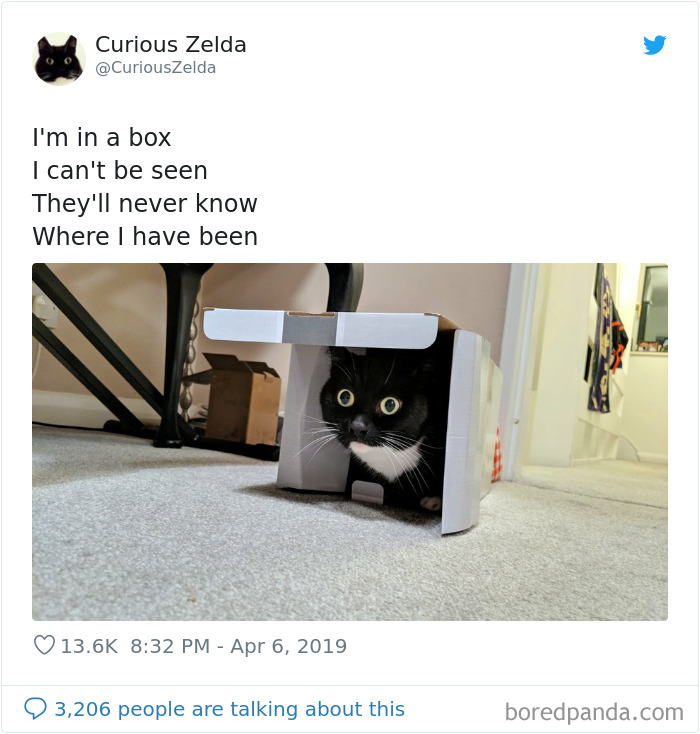 Curious Zelda
@CuriousZelda
I'm in a box
I can't be seen
They'll never know
Where I have been
13.6K 8:32 PM - Apr 6, 2019
3,206 people are talking about this
boredpanda.com